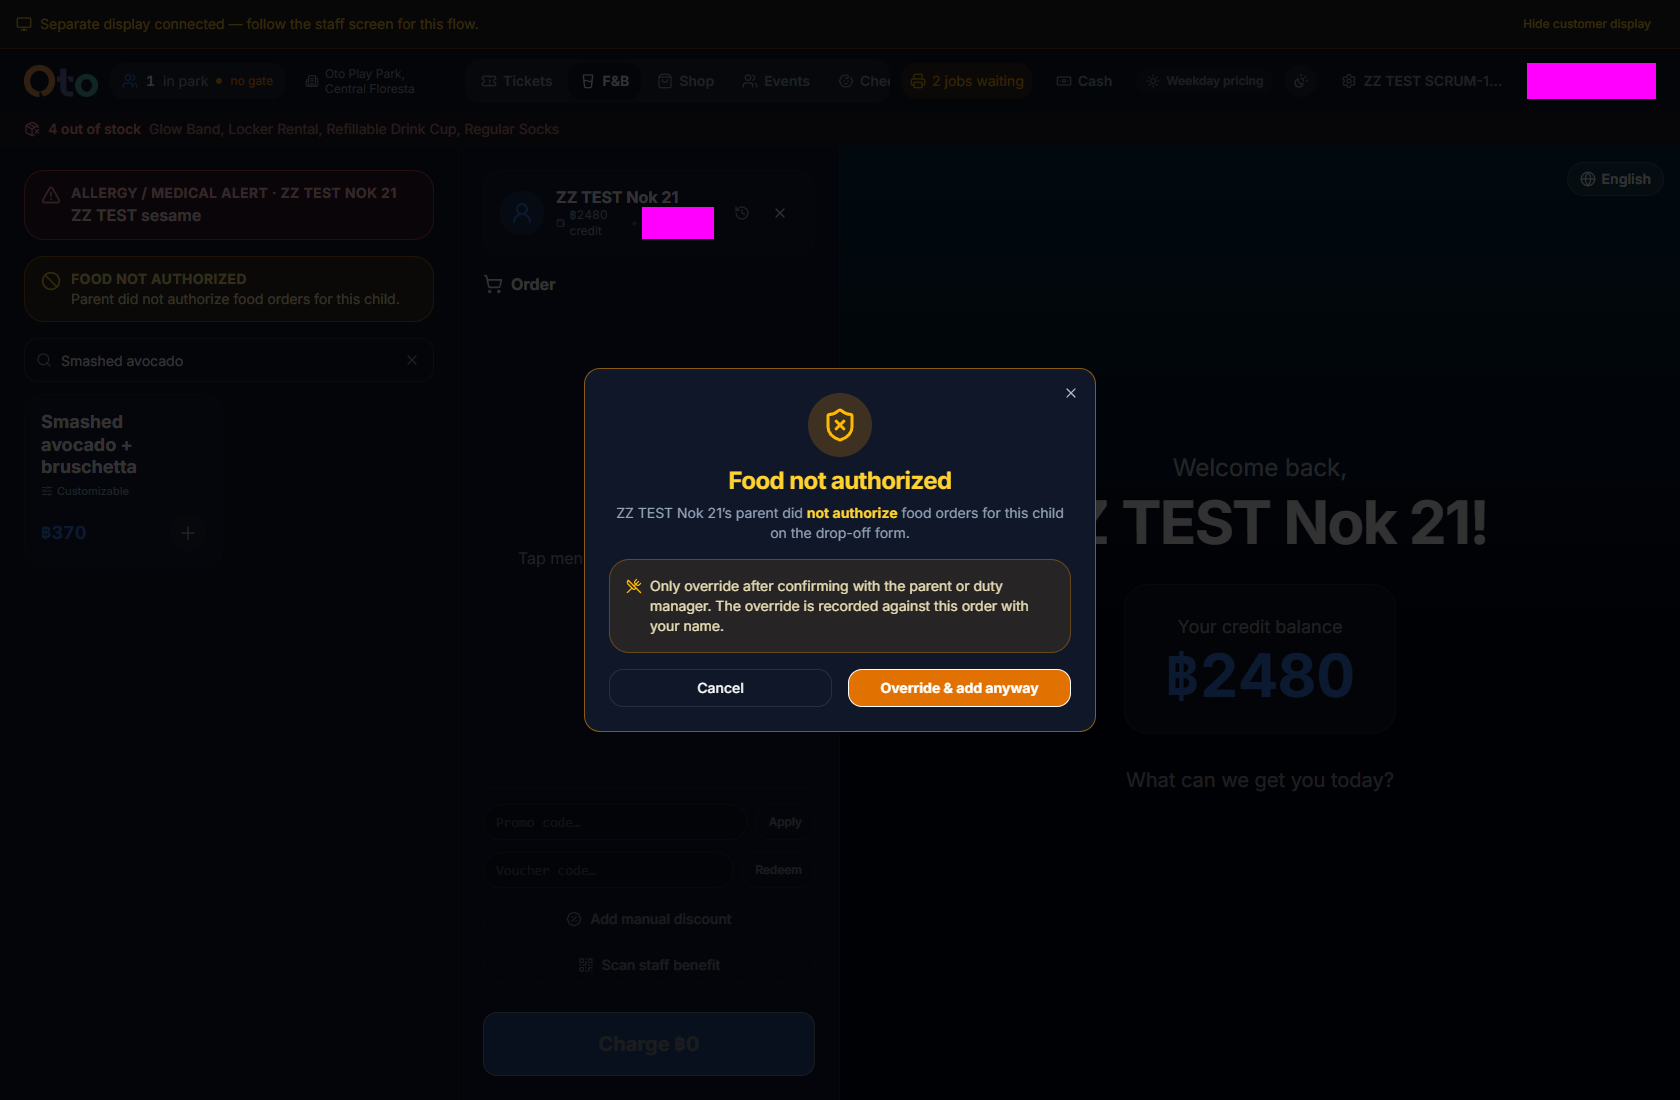 Separate display connected — follow the staff screen for this flow.
Hide customer display
Oto
1 in park • no gate
Oto Play Park,
Central Floresta
Tickets
F&B
Shop
Events
2 jobs waiting
Cash
Weekday pricing
ZZ TEST SCRUM-1...
4 out of stock Glow Band, Locker Rental, Refillable Drink Cup, Regular Socks
ALLERGY / MEDICAL ALERT · ZZ TEST NOK 21
ZZ TEST sesame
FOOD NOT AUTHORIZED
Parent did not authorize food orders for this child.
Smashed avocado
Smashed
avocado +
bruschetta
Customizable
฿370
ZZ TEST Nok 21
฿2480
credit
Order
Tap men
Promo code…
Apply
Voucher code…
Redeem
Add manual discount
Scan staff benefit
Charge ฿0
Food not authorized
ZZ TEST Nok 21's parent did not authorize food orders for this child
on the drop-off form.
Only override after confirming with the parent or duty
manager. The override is recorded against this order with
your name.
Cancel
Override & add anyway
English
Welcome back,
TEST Nok 21!
Your credit balance
฿2480
What can we get you today?